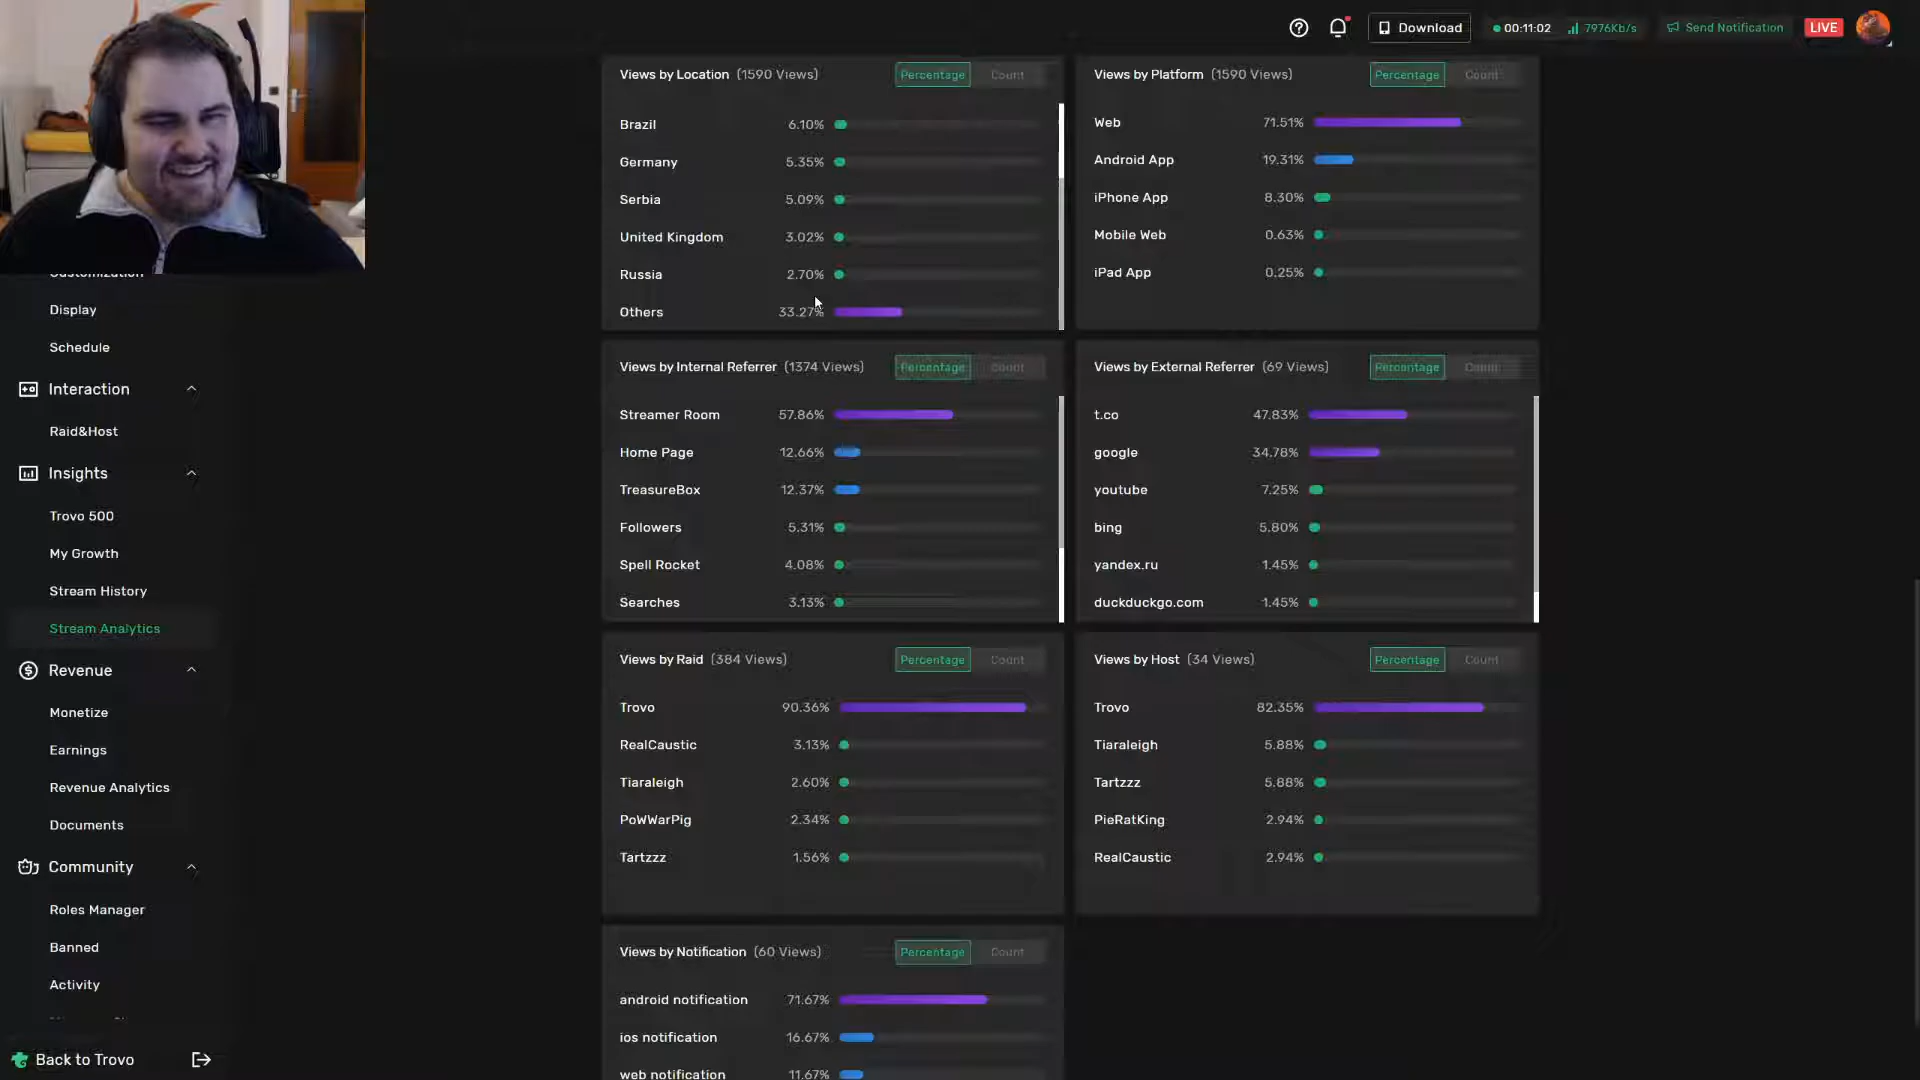 Download
00:11:02
7976Kb/s
Send Notification
LIVE
Customization
Display
Schedule
Interaction
Raid&Host
Insights
Trovo 500
My Growth
Stream History
Stream Analytics
Revenue
Monetize
Earnings
Revenue Analytics
Documents
Community
Roles Manager
Banned
Activity
Back to Trovo
Views by Location (1590 Views) Percentage Count
Brazil 6.10%
Germany 5.35%
Serbia 5.09%
United Kingdom 3.02%
Russia 2.70%
Others 33.27%
Views by Platform (1590 Views) Percentage Count
Web 71.51%
Android App 19.31%
iPhone App 8.30%
Mobile Web 0.63%
iPad App 0.25%
Views by Internal Referrer (1374 Views) Percentage Count
Streamer Room 57.86%
Home Page 12.66%
TreasureBox 12.37%
Followers 5.31%
Spell Rocket 4.08%
Searches 3.13%
Views by External Referrer (69 Views) Percentage Count
t.co 47.83%
google 34.78%
youtube 7.25%
bing 5.80%
yandex.ru 1.45%
duckduckgo.com 1.45%
Views by Raid (384 Views) Percentage Count
Trovo 90.36%
RealCaustic 3.13%
Tiaraleigh 2.60%
PoWWarPig 2.34%
Tartzzz 1.56%
Views by Host (34 Views) Percentage Count
Trovo 82.35%
Tiaraleigh 5.88%
Tartzzz 5.88%
PieRatKing 2.94%
RealCaustic 2.94%
Views by Notification (60 Views) Percentage Count
android notification 71.67%
ios notification 16.67%
web notification 11.67%